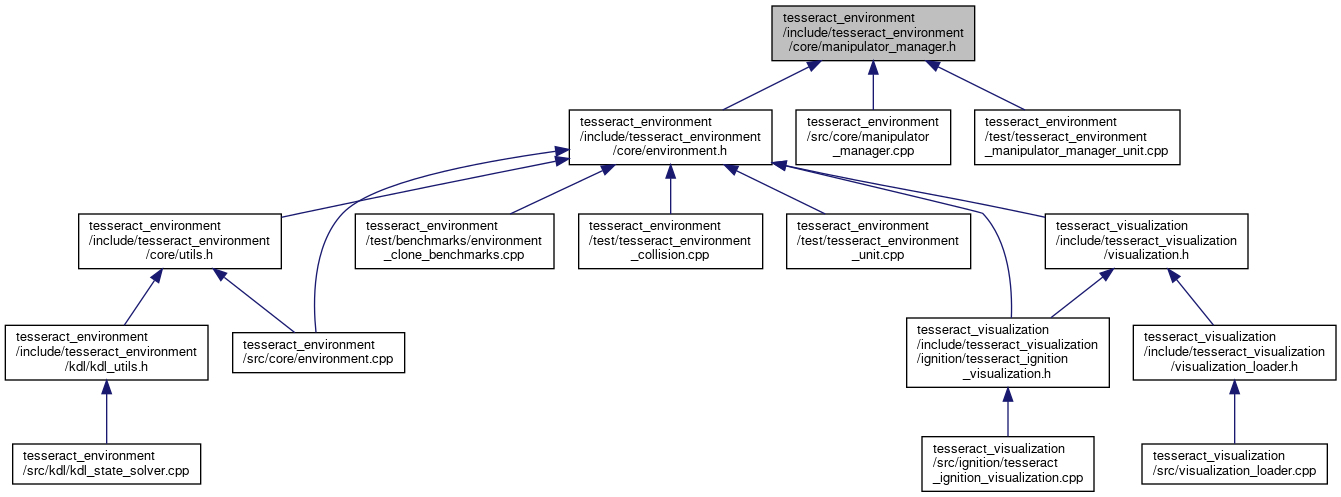 tesseract_environment
/include/tesseract_environment
/core/manipulator_manager.h
tesseract_environment
/include/tesseract_environment
/core/environment.h
tesseract_environment
/src/core/manipulator
_manager.cpp
tesseract_environment
/test/tesseract_environment
_manipulator_manager_unit.cpp
tesseract_environment
/include/tesseract_environment
/core/utils.h
tesseract_environment
/test/benchmarks/environment
_clone_benchmarks.cpp
tesseract_environment
/test/tesseract_environment
_collision.cpp
tesseract_environment
/test/tesseract_environment
_unit.cpp
tesseract_visualization
/include/tesseract_visualization
/visualization.h
tesseract_environment
/include/tesseract_environment
/kdl/kdl_utils.h
tesseract_environment
/src/core/environment.cpp
tesseract_visualization
/include/tesseract_visualization
/ignition/tesseract_ignition
_visualization.h
tesseract_visualization
/include/tesseract_visualization
/visualization_loader.h
tesseract_environment
/src/kdl/kdl_state_solver.cpp
tesseract_visualization
/src/ignition/tesseract
_ignition_visualization.cpp
tesseract_visualization
/src/visualization_loader.cpp